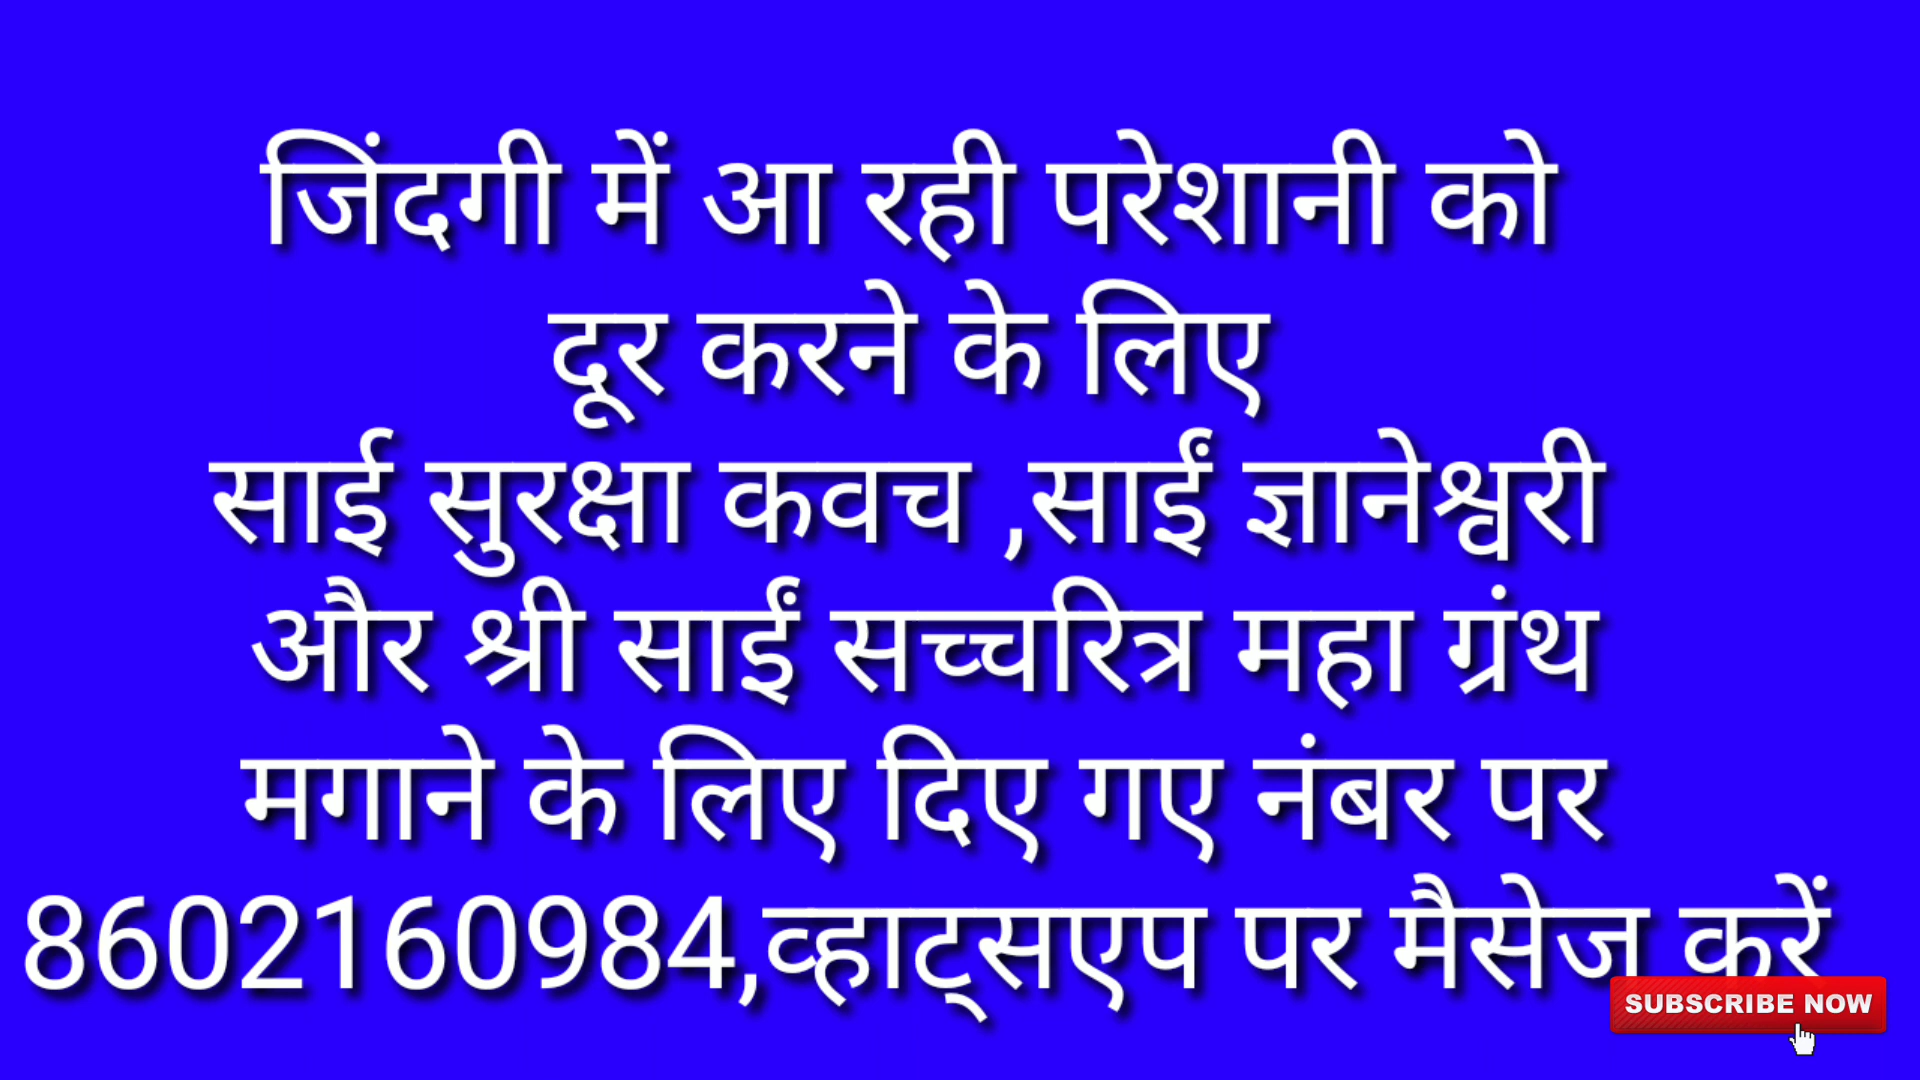 जिंदगी में आ रही परेशानी को
दूर करने के लिए
साई सुरक्षा कवच ,साईं ज्ञानेश्वरी
और श्री साईं सच्चरित्र महा ग्रंथ
मगाने के लिए दिए गए नंबर पर
8602160984,व्हाट्सएप पर मैसेज करें
SUBSCRIBE NOW